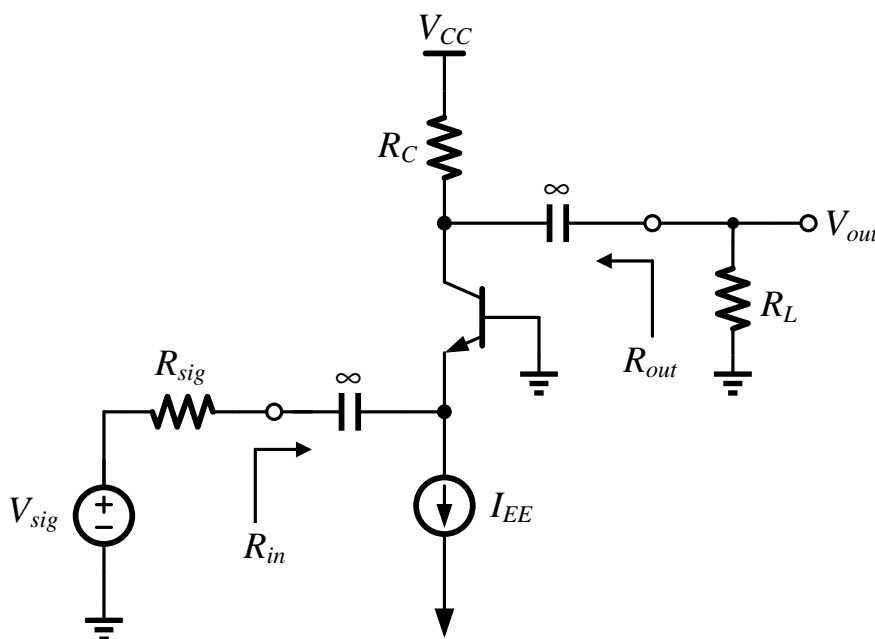 V_CC
R_C
∞
V_out
R_L
R_out
R_sig
∞
V_sig
+
−
R_in
I_EE